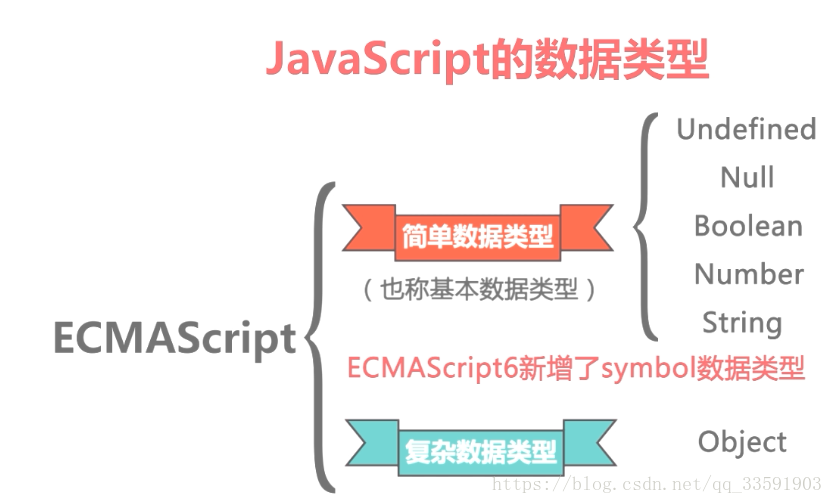 JavaScript的数据类型
Undefined
Null
简单数据类型
Boolean
(也称基本数据类型)
Number
String
ECMAScript
ECMAScript6新增了symbol数据类型
复杂数据类型
Object
https://blog.csdn.net/qq_33591903